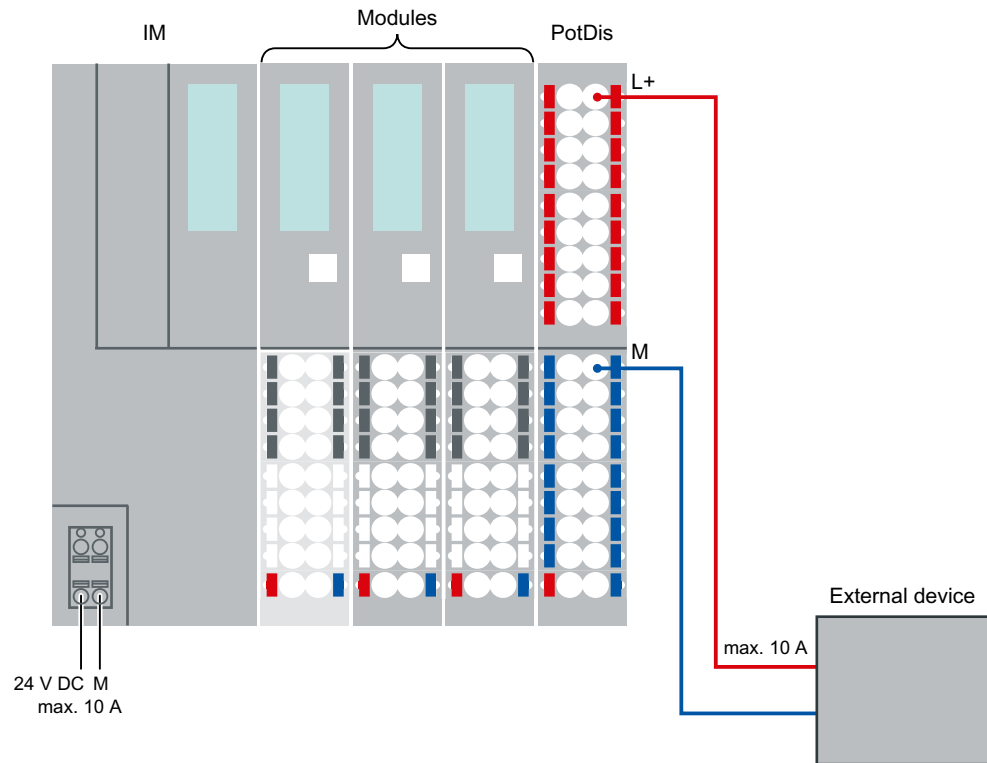 Modules
IM
PotDis
L+
M
External device
max. 10 A
24 V DC M
max. 10 A